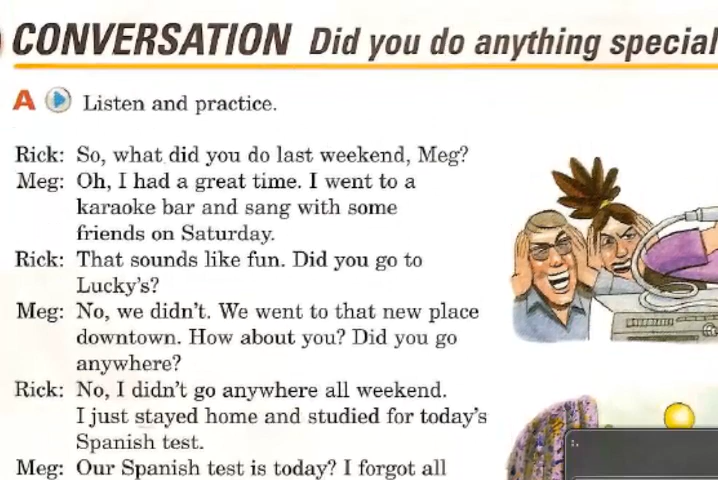 CONVERSATION Did you do anything special
A Listen and practice.
Rick: So, what did you do last weekend, Meg?
Meg: Oh, I had a great time. I went to a
karaoke bar and sang with some
friends on Saturday.
Rick: That sounds like fun. Did you go to
Lucky's?
Meg: No, we didn't. We went to that new place
downtown. How about you? Did you go
anywhere?
Rick: No, I didn't go anywhere all weekend.
I just stayed home and studied for today's
Spanish test.
Meg: Our Spanish test is today? I forgot all